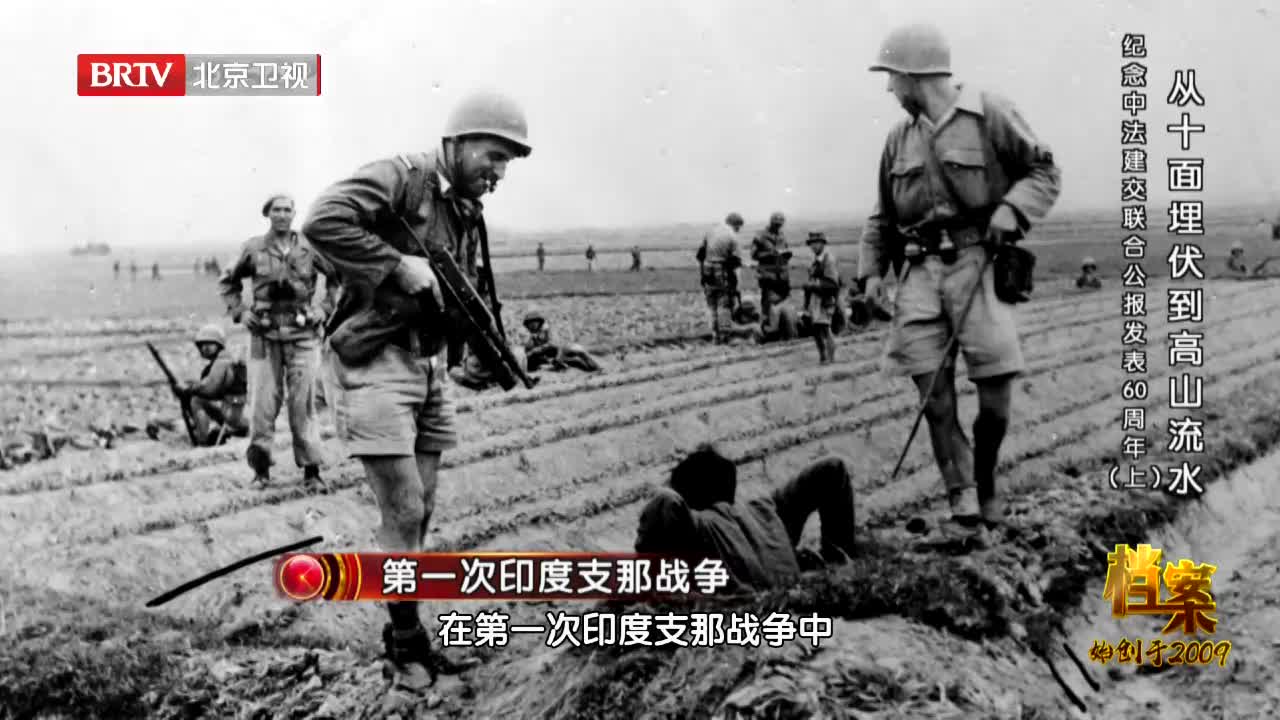 BRTV 北京卫视
从十面埋伏到高山流水
纪念中法建交联合公报发表60周年(上)
第一次印度支那战争
在第一次印度支那战争中
档案
始创于2009